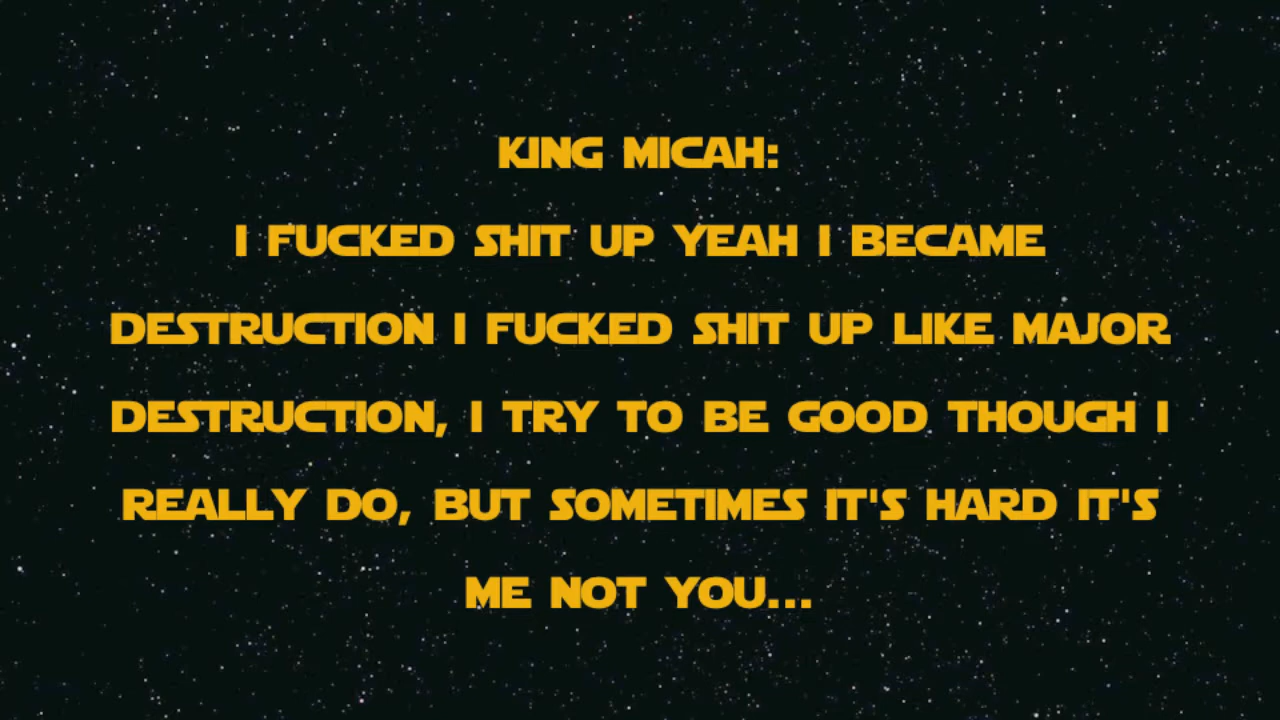 KING MICAH:
I FUCKED SHIT UP YEAH I BECAME
DESTRUCTION I FUCKED SHIT UP LIKE MAJOR
DESTRUCTION, I TRY TO BE GOOD THOUGH I
REALLY DO, BUT SOMETIMES IT'S HARD IT'S
ME NOT YOU...